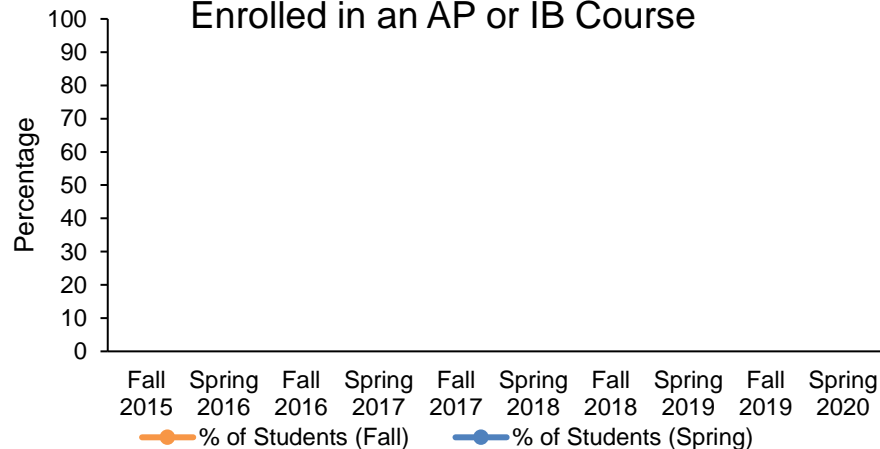 Enrolled in an AP or IB Course
Percentage
100
90
80
70
60
50
40
30
20
10
0
Fall Spring Fall Spring Fall Spring Fall Spring Fall Spring
2015 2016 2016 2017 2017 2018 2018 2019 2019 2020
% of Students (Fall) % of Students (Spring)